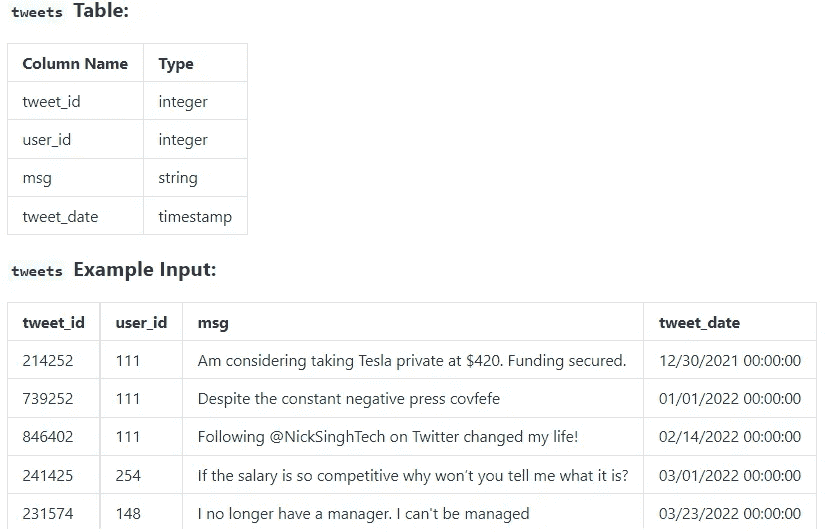 tweets Table:
Column Name Type
tweet_id integer
user_id integer
msg string
tweet_date timestamp
tweets Example Input:
tweet_id user_id msg tweet_date
214252 111 Am considering taking Tesla private at $420. Funding secured. 12/30/2021 00:00:00
739252 111 Despite the constant negative press covfefe 01/01/2022 00:00:00
846402 111 Following @NickSinghTech on Twitter changed my life! 02/14/2022 00:00:00
241425 254 If the salary is so competitive why won’t you tell me what it is? 03/01/2022 00:00:00
231574 148 I no longer have a manager. I can't be managed 03/23/2022 00:00:00